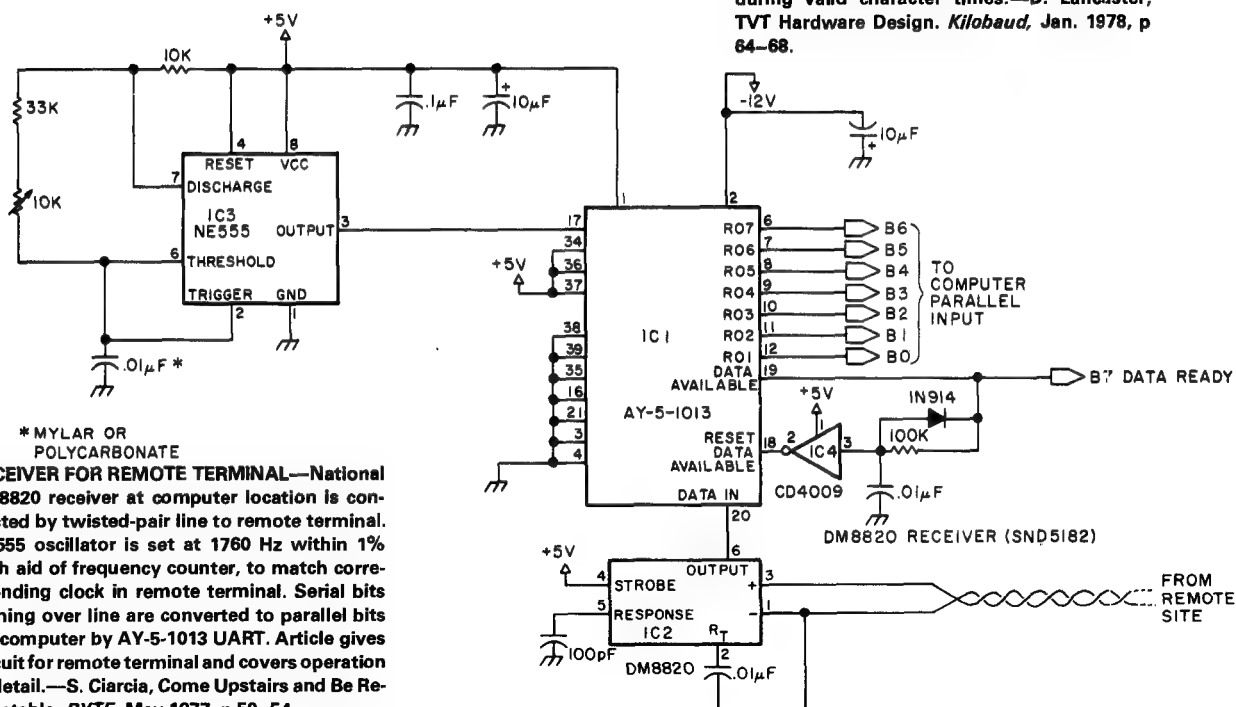 during valid character times.—D. Lancaster,
TVT Hardware Design. Kilobaud, Jan. 1978, p
64–68.
+5V
10K
33K
10K
.1µF
+
10µF
-12V
10µF
+
4
8
RESET
VCC
7
DISCHARGE
IC3
NE555
OUTPUT
3
6
THRESHOLD
TRIGGER
GND
2
1
.01µF *
* MYLAR OR
POLYCARBONATE
1
2
17
34
36
37
+5V
38
39
35
16
21
3
4
IC1
AY-5-1013
RO7
6
B6
RO6
7
B5
RO5
8
B4
RO4
9
B3
RO3
10
B2
RO2
11
B1
RO1
12
B0
TO
COMPUTER
PARALLEL
INPUT
DATA
AVAILABLE
19
B7 DATA READY
RESET
DATA
AVAILABLE
18
2
+5V
1
IC4
3
CD4009
1N914
100K
.01µF
DATA IN
20
DM8820 RECEIVER (SND5182)
+5V
6
OUTPUT
4
STROBE
+
3
5
RESPONSE
−
1
IC2
RT
2
100pF
DM8820
.01µF
FROM
REMOTE
SITE
CEIVER FOR REMOTE TERMINAL—National
8820 receiver at computer location is con-
cted by twisted-pair line to remote terminal.
555 oscillator is set at 1760 Hz within 1%
h aid of frequency counter, to match corre-
nding clock in remote terminal. Serial bits
ning over line are converted to parallel bits
computer by AY-5-1013 UART. Article gives
cuit for remote terminal and covers operation
detail.—S. Ciarcia, Come Upstairs and Be Re-